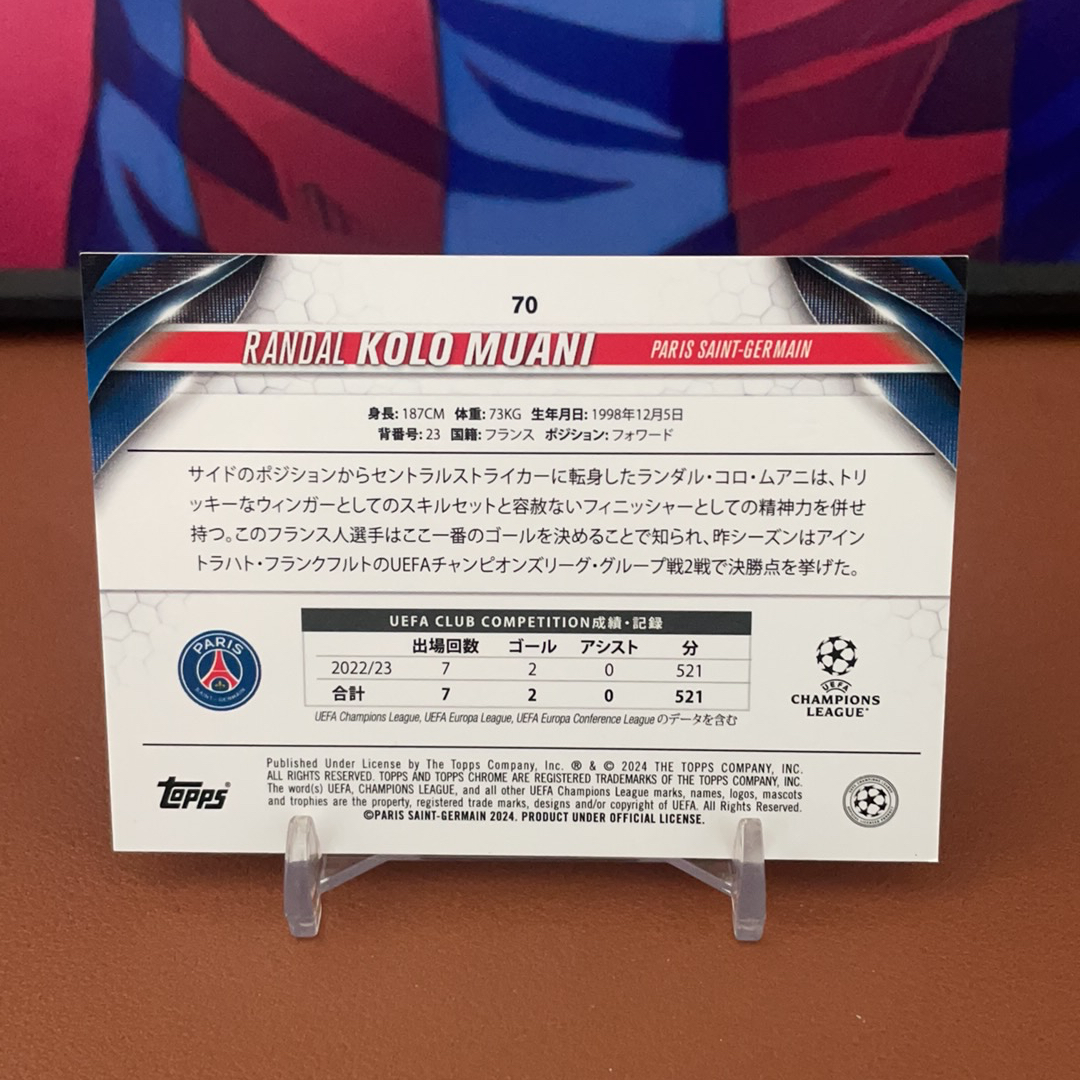 70
RANDAL KOLO MUANI PARIS SAINT-GERMAIN
身長: 187CM 体重: 73KG 生年月日: 1998年12月5日
背番号: 23 国籍: フランス ポジション: フォワード
サイドのポジションからセントラルストライカーに転身したランダル・コロ・ムアニは、トリ
ッキーなウィンガーとしてのスキルセットと容赦ないフィニッシャーとしての精神力を併せ
持つ。このフランス人選手はここ一番のゴールを決めることで知られ、昨シーズンはアイン
トラハト・フランクフルトのUEFAチャンピオンズリーグ・グループ戦2戦で決勝点を挙げた。
PARIS
SAINT-GERMAIN
UEFA CLUB COMPETITION成績・記録
出場回数 ゴール アシスト 分
2022/23 7 2 0 521
合計 7 2 0 521
UEFA Champions League, UEFA Europa League, UEFA Europa Conference League のデータを含む
UEFA
CHAMPIONS
LEAGUE
TOPPS®
Published Under License by The Topps Company, Inc. ® & © 2024 THE TOPPS COMPANY, INC.
ALL RIGHTS RESERVED. TOPPS AND TOPPS CHROME ARE REGISTERED TRADEMARKS OF THE TOPPS COMPANY, INC.
The word(s) UEFA, CHAMPIONS LEAGUE, and all other UEFA Champions League marks, names, logos, mascots
and trophies are the property, registered trade marks, designs and/or copyright of UEFA. All Rights Reserved.
©PARIS SAINT-GERMAIN 2024. PRODUCT UNDER OFFICIAL LICENSE.